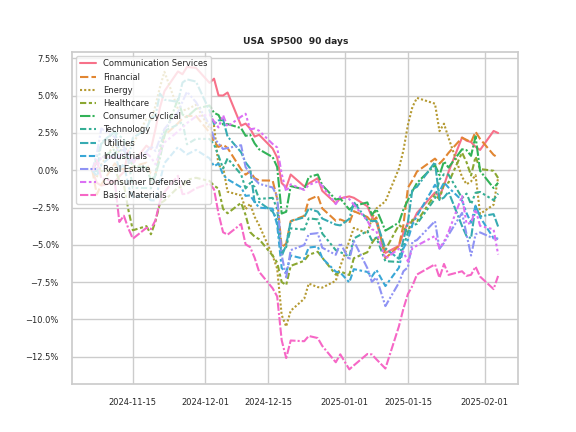 USA  SP500  90 days
7.5%
5.0%
2.5%
0.0%
−2.5%
−5.0%
−7.5%
−10.0%
−12.5%
Communication Services
Financial
Energy
Healthcare
Consumer Cyclical
Technology
Utilities
Industrials
Real Estate
Consumer Defensive
Basic Materials
2024-11-15
2024-12-01
2024-12-15
2025-01-01
2025-01-15
2025-02-01